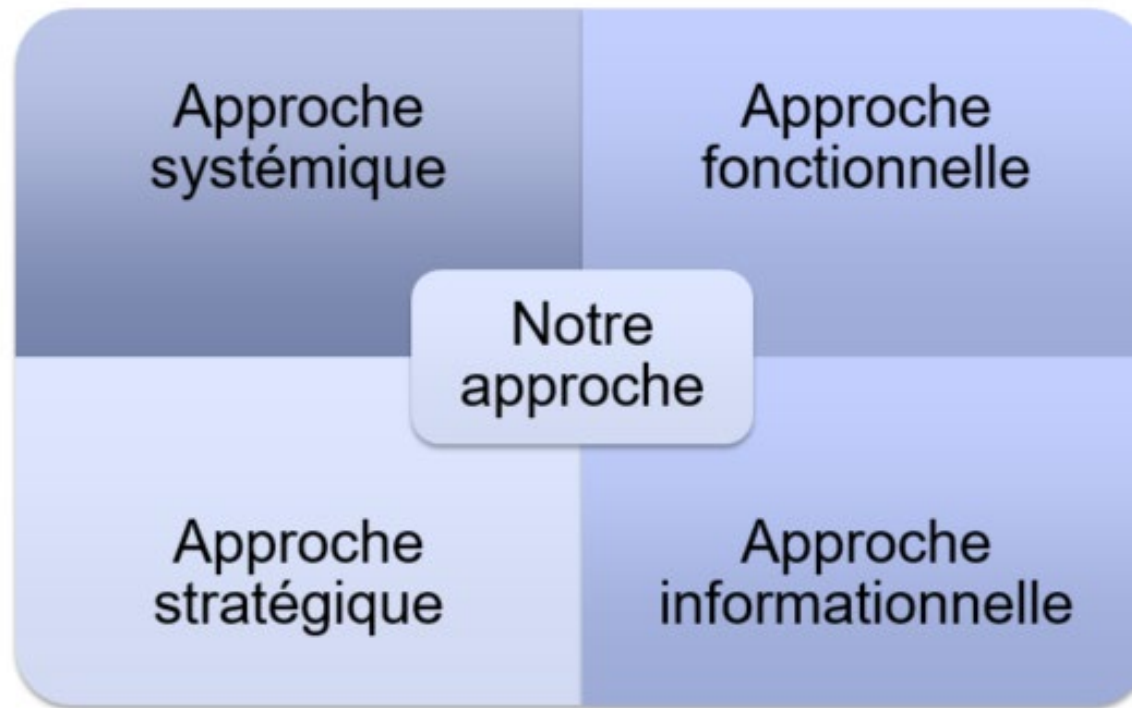 Approche
systémique
Approche
fonctionnelle
Notre
approche
Approche
stratégique
Approche
informationnelle